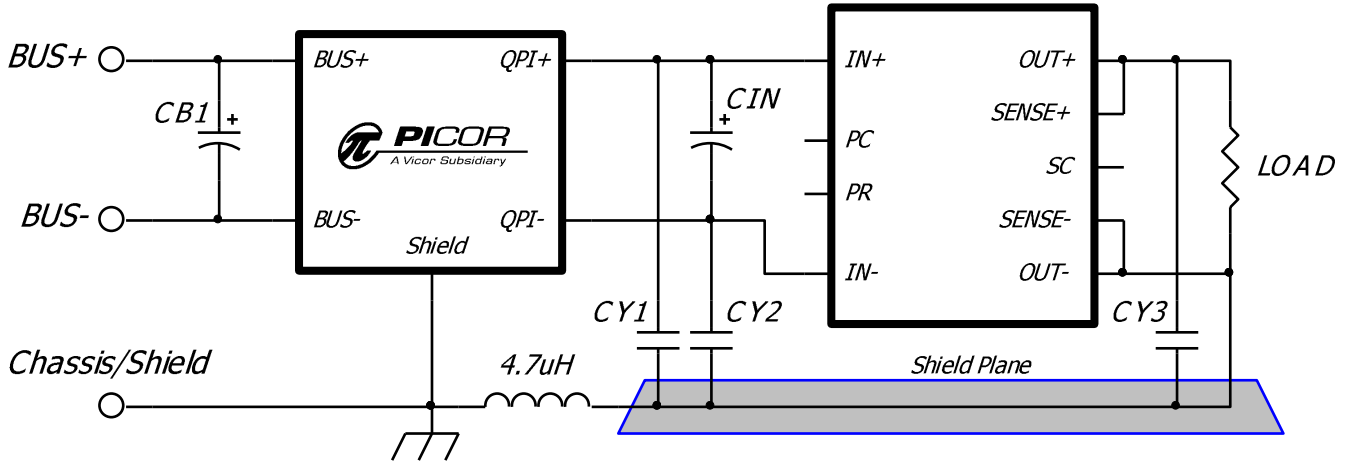 BUS+
BUS-
Chassis/Shield
CB1
+
BUS+
QPI+
π PICOR
A Vicor Subsidiary
BUS-
QPI-
Shield
4.7uH
CIN
+
CY1
CY2
IN+
OUT+
SENSE+
PC
SC
PR
SENSE-
IN-
OUT-
CY3
LOAD
Shield Plane